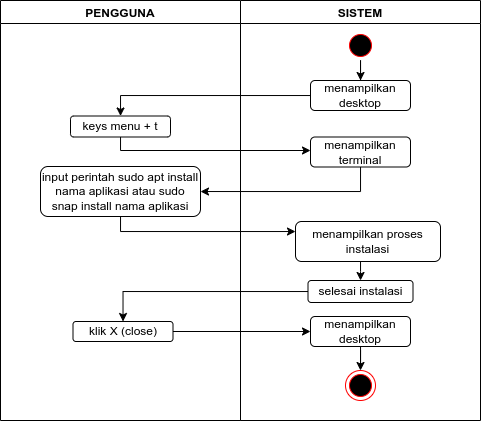 PENGGUNA
SISTEM
menampilkan
desktop
keys menu + t
menampilkan
terminal
input perintah sudo apt install
nama aplikasi atau sudo
snap install nama aplikasi
menampilkan proses
instalasi
selesai instalasi
klik X (close)
menampilkan
desktop